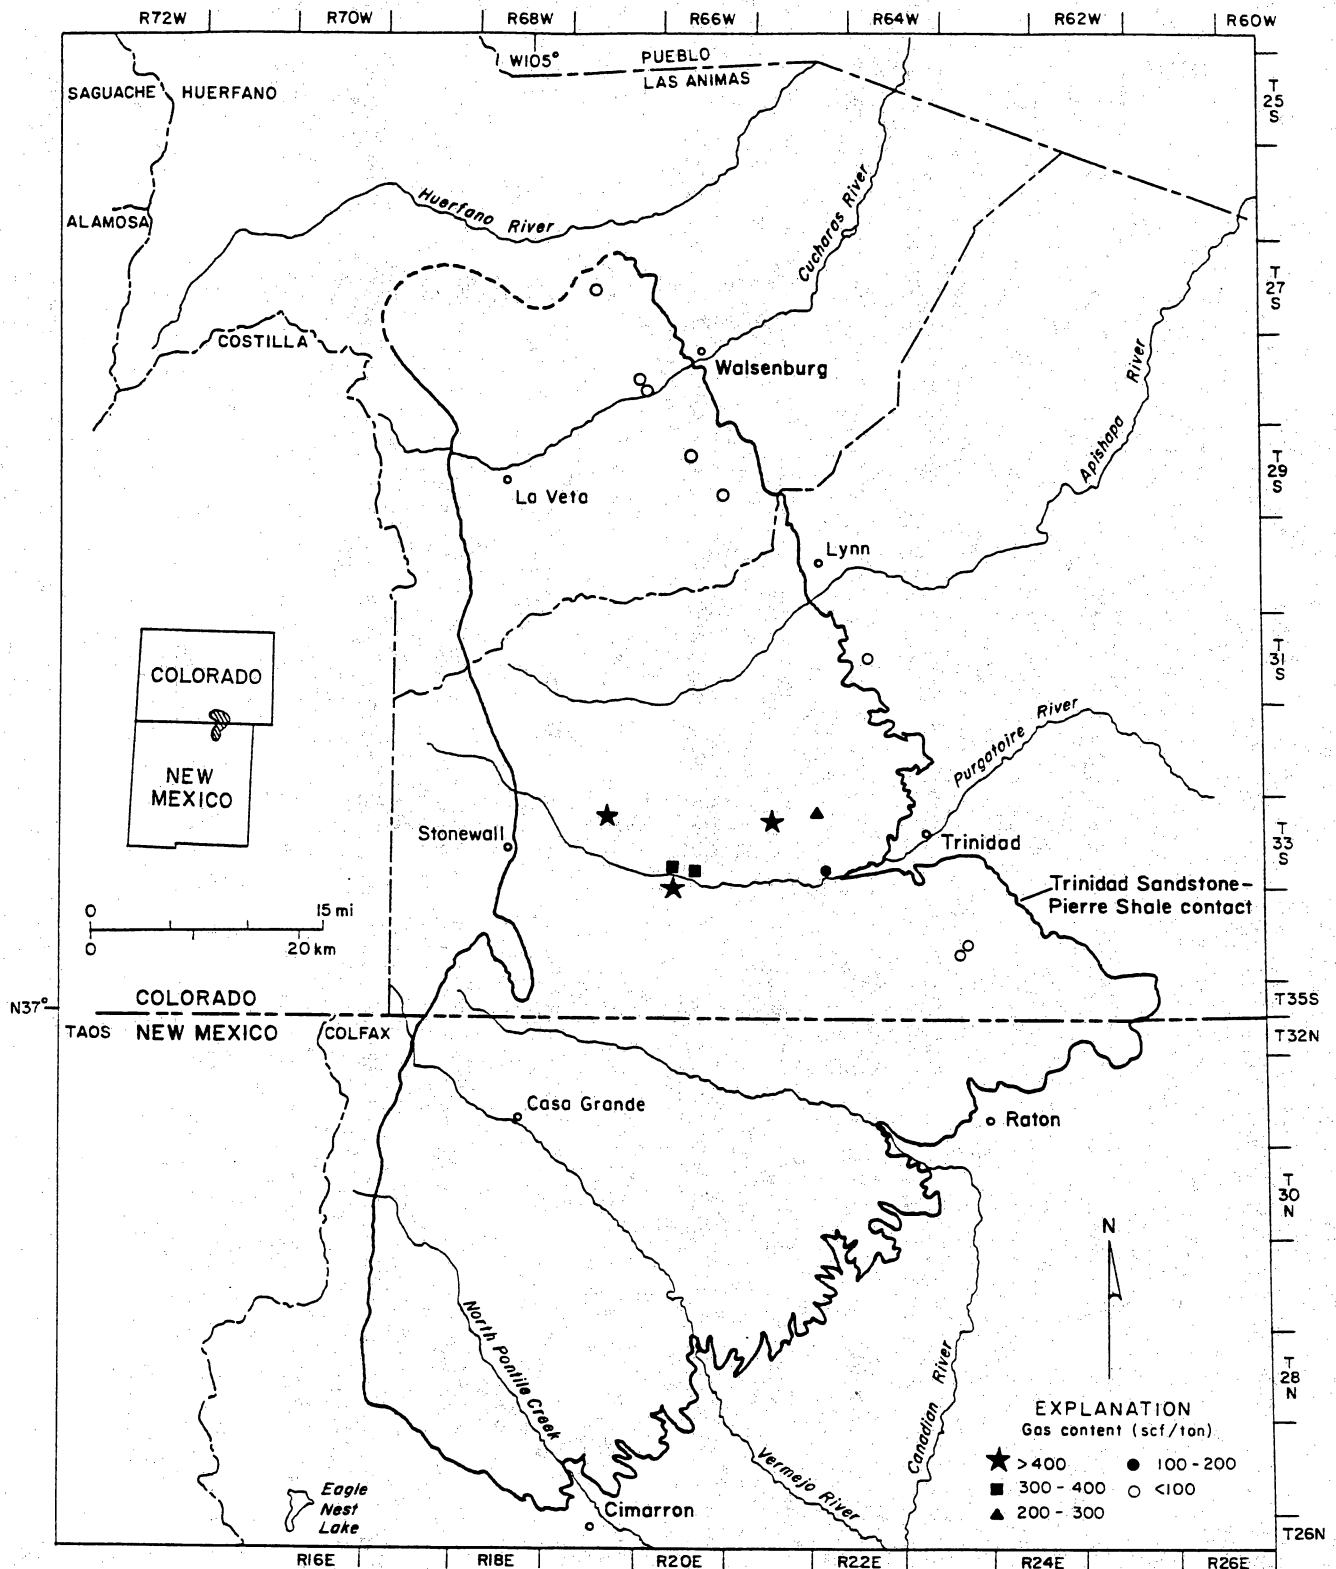 R72W R70W R68W R66W R64W R62W R60W
W105° PUEBLO
LAS ANIMAS
SAGUACHE HUERFANO
T
25
S
ALAMOSA
Huerfano River
Cucharas River
T
27
S
COSTILLA
Walsenburg
Apishapa River
La Veta
T
29
S
Lynn
COLORADO
T
31
S
NEW
MEXICO
Purgatoire River
Stonewall
Trinidad
T
33
S
Trinidad Sandstone-
Pierre Shale contact
0 15 mi
0 20 km
N37°
COLORADO
T35S
TAOS NEW MEXICO COLFAX
T32N
Casa Grande
Raton
T
30
N
N
North Pontile Creek
Canadian River
T
28
N
Vermejo River
EXPLANATION
Gas content (scf/ton)
>400 100-200
300-400 <100
200-300
Eagle
Nest
Lake
Cimarron
T26N
R16E R18E R20E R22E R24E R26E